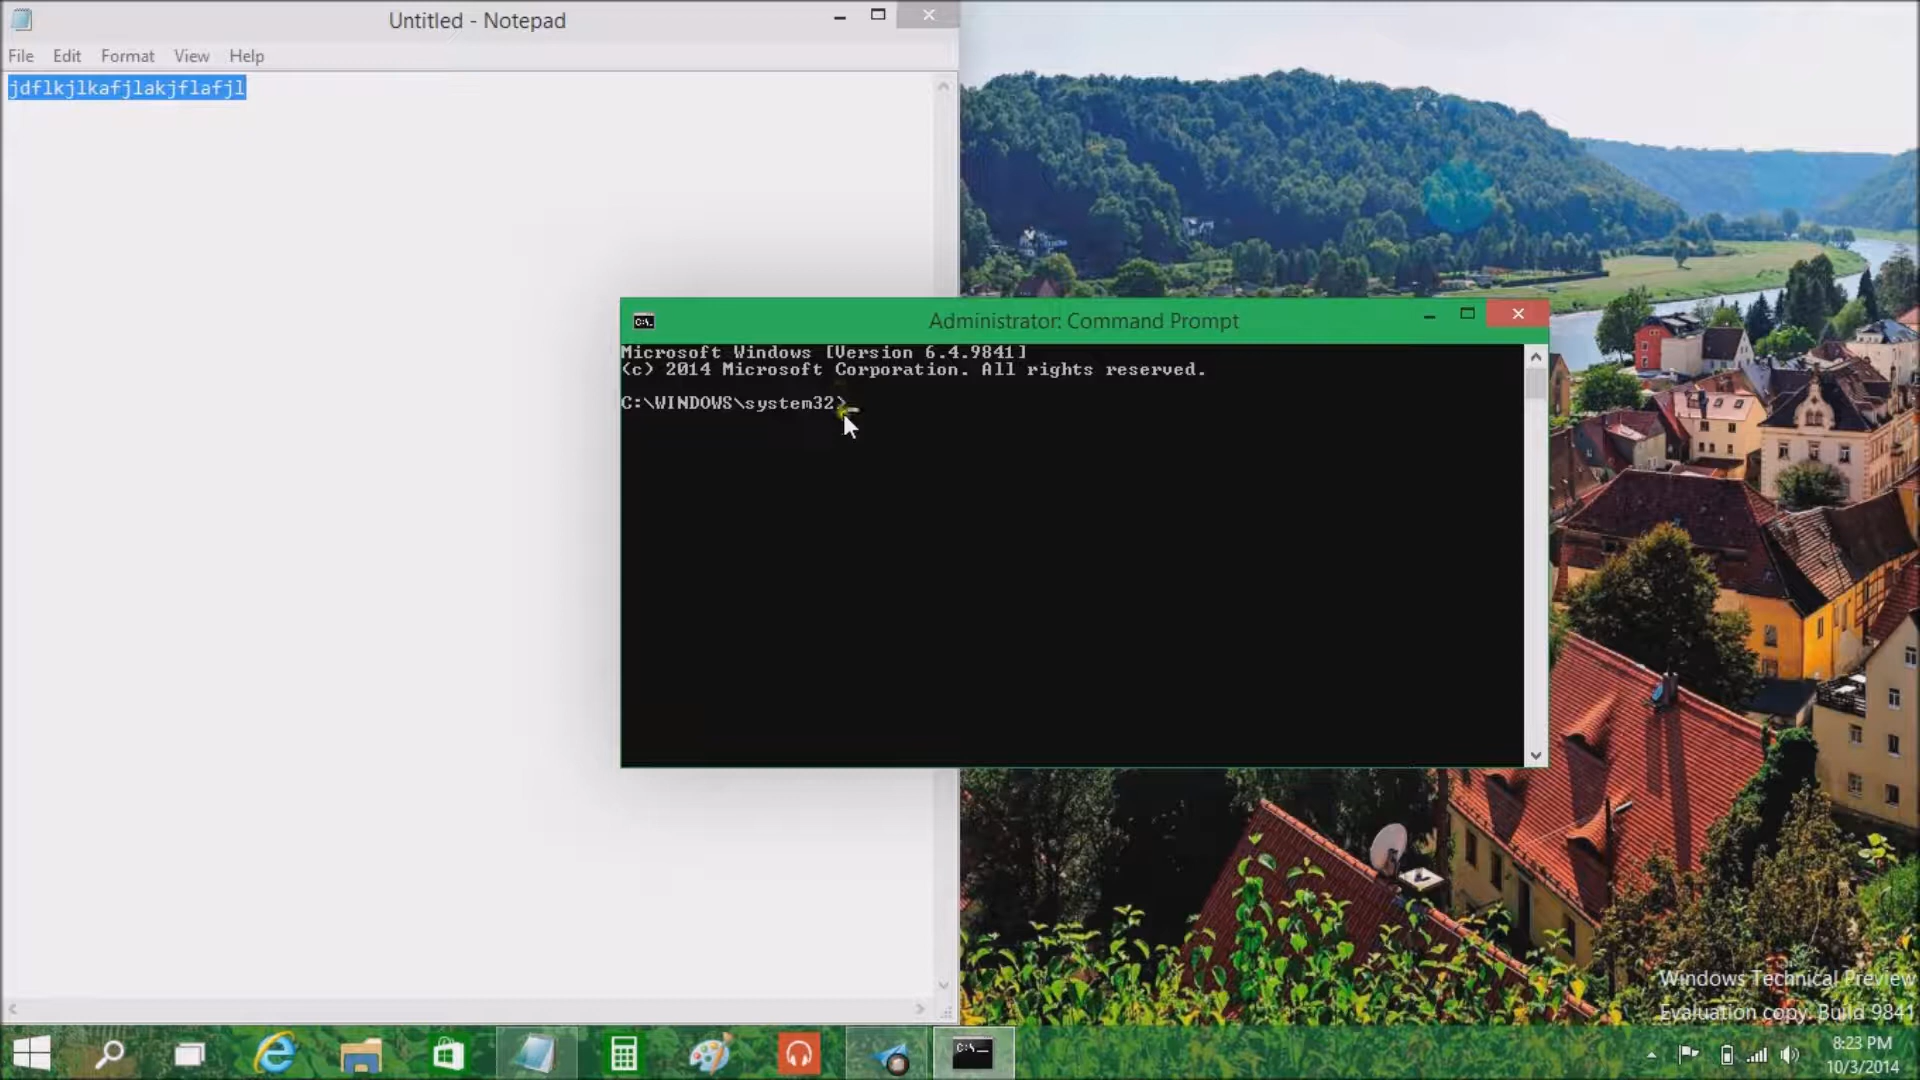 Untitled - Notepad
File Edit Format View Help
jdflkjlkafjlakjflafjl
Administrator: Command Prompt
Microsoft Windows [Version 6.4.9841]
(c) 2014 Microsoft Corporation. All rights reserved.
C:\WINDOWS\system32>
Windows Technical Preview
Evaluation copy. Build 9841
8:23 PM
10/3/2014